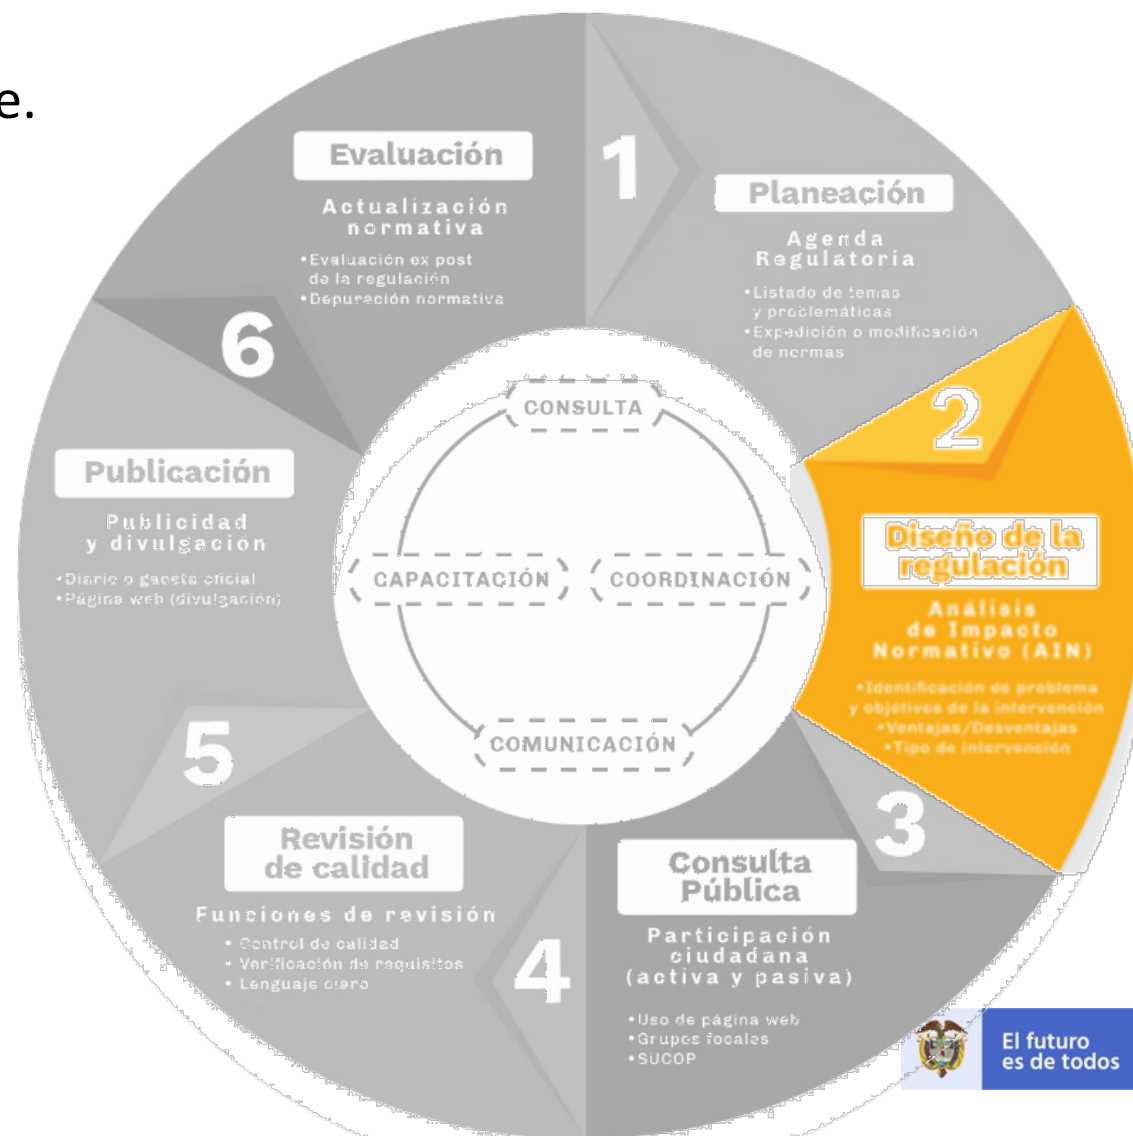 e.
1
Planeación
Agenda
Regulatoria
•Listado de temas
y problemáticas
•Expedición o modificación
de normas
2
Diseño de la
regulación
Análisis
de Impacto
Normativo (AIN)
•Identificación de problema
y objetivos de la intervención
•Ventajas/Desventajas
•Tipo de intervención
3
Consulta
Pública
Participación
ciudadana
(activa y pasiva)
•Uso de página web
•Grupos focales
•SUCOP
4
Revisión
de calidad
Funciones de revisión
• Control de calidad
• Verificación de requisitos
• Lenguaje claro
5
Publicación
Publicidad
y divulgación
•Diario o gaceta oficial
•Página web (divulgación)
6
Evaluación
Actualización
normativa
•Evaluación ex post
de la regulación
•Depuración normativa
CONSULTA
CAPACITACIÓN
COORDINACIÓN
COMUNICACIÓN
El futuro
es de todos